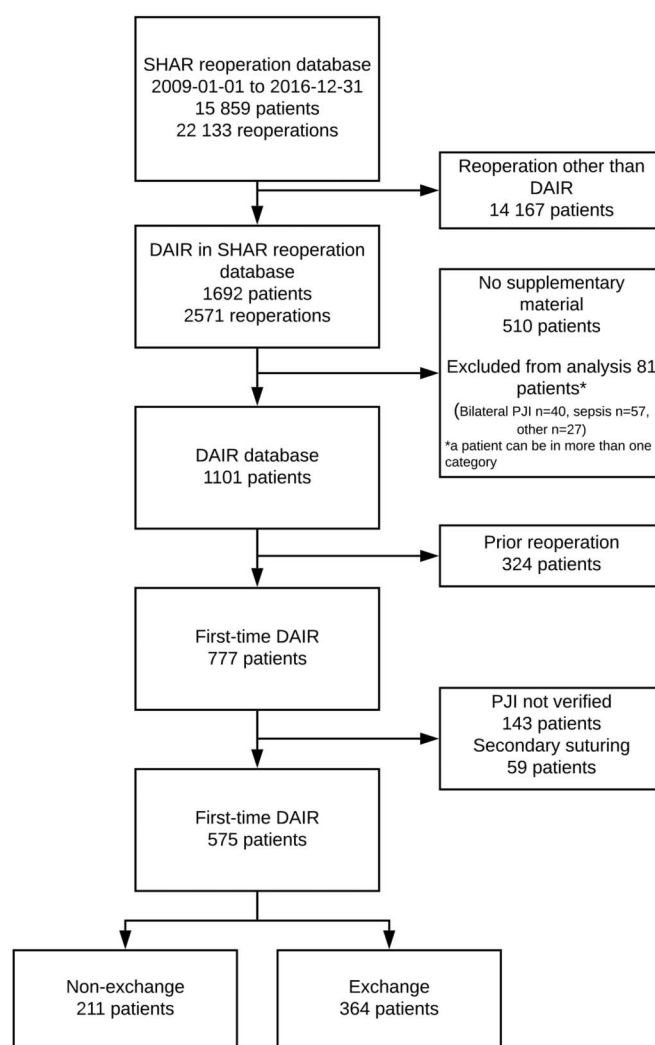 SHAR reoperation database
2009-01-01 to 2016-12-31
15 859 patients
22 133 reoperations
Reoperation other than
DAIR
14 167 patients
DAIR in SHAR reoperation
database
1692 patients
2571 reoperations
No supplementary
material
510 patients
Excluded from analysis 81
patients*
(Bilateral PJI n=40, sepsis n=57,
other n=27)
*a patient can be in more than one
category
DAIR database
1101 patients
Prior reoperation
324 patients
First-time DAIR
777 patients
PJI not verified
143 patients
Secondary suturing
59 patients
First-time DAIR
575 patients
Non-exchange
211 patients
Exchange
364 patients